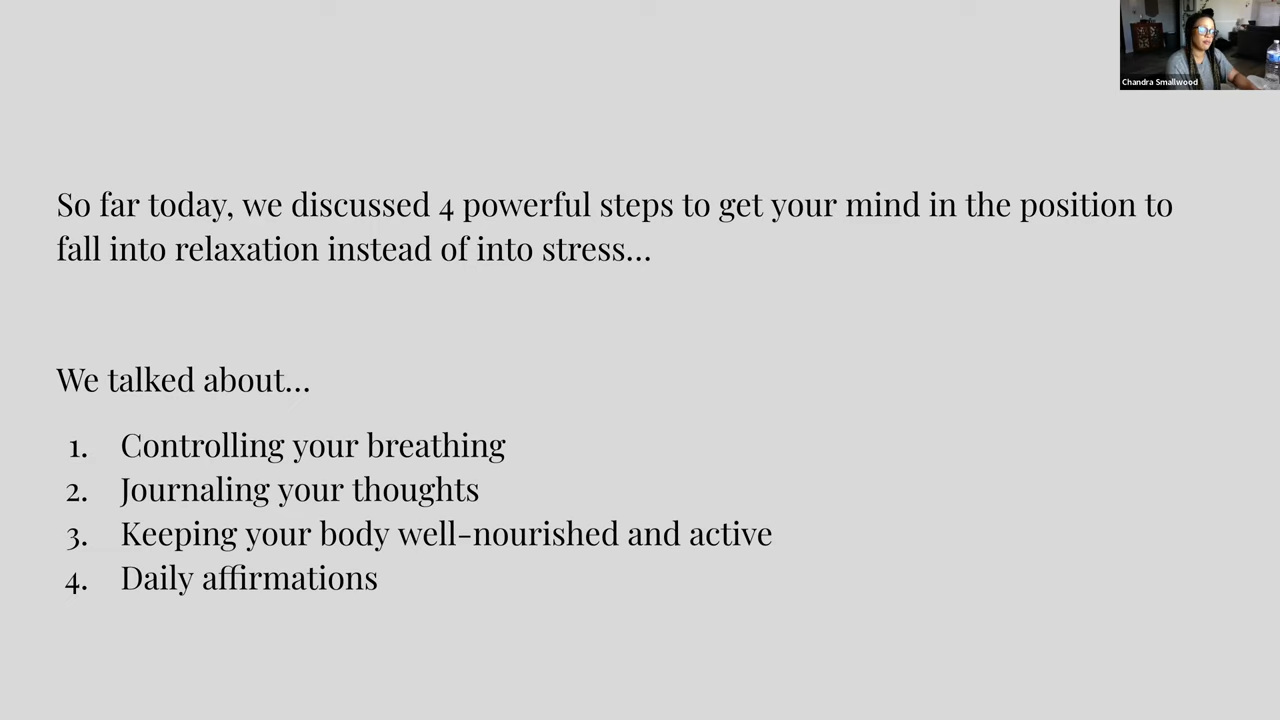 Chandra Smallwood
So far today, we discussed 4 powerful steps to get your mind in the position to
fall into relaxation instead of into stress...
We talked about...
1. Controlling your breathing
2. Journaling your thoughts
3. Keeping your body well-nourished and active
4. Daily affirmations